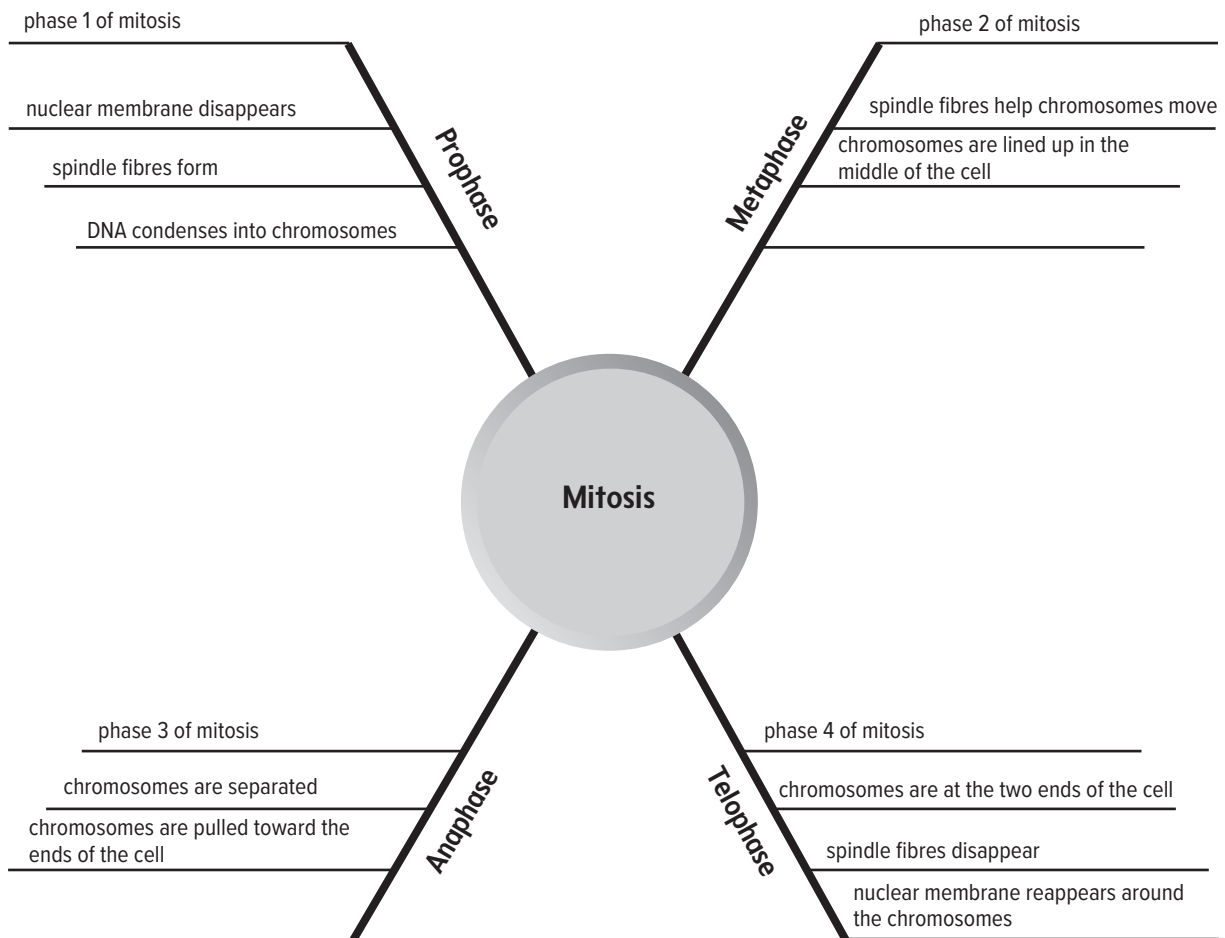 phase 1 of mitosis
nuclear membrane disappears
spindle fibres form
DNA condenses into chromosomes
Prophase
phase 2 of mitosis
spindle fibres help chromosomes move
chromosomes are lined up in the
middle of the cell
Metaphase
Mitosis
phase 3 of mitosis
chromosomes are separated
chromosomes are pulled toward the
ends of the cell
Anaphase
phase 4 of mitosis
chromosomes are at the two ends of the cell
spindle fibres disappear
nuclear membrane reappears around
the chromosomes
Telophase